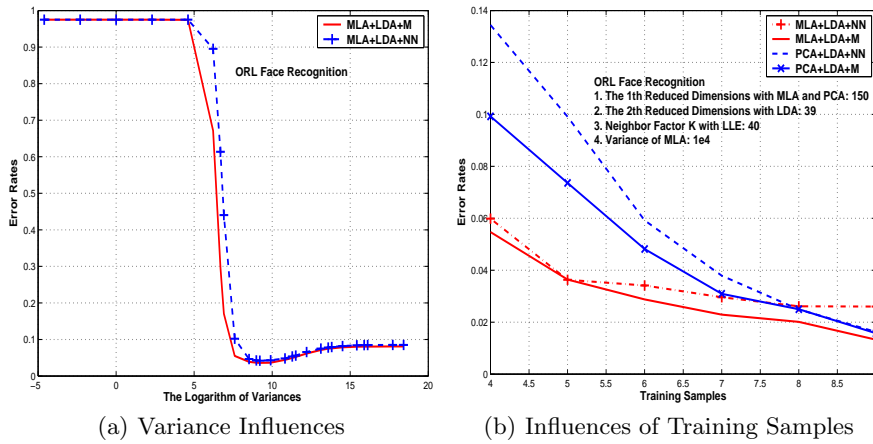 MLA+LDA+M
MLA+LDA+NN
ORL Face Recognition
1
0.9
0.8
0.7
0.6
0.5
0.4
0.3
0.2
0.1
0
Error Rates
-5
0
5
10
15
20
The Logarithm of Variances
(a) Variance Influences
MLA+LDA+NN
MLA+LDA+M
PCA+LDA+NN
PCA+LDA+M
ORL Face Recognition
1. The 1th Reduced Dimensions with MLA and PCA: 150
2. The 2th Reduced Dimensions with LDA: 39
3. Neighbor Factor K with LLE: 40
4. Variance of MLA: 1e4
0.14
0.12
0.1
0.08
0.06
0.04
0.02
0
Error Rates
4
4.5
5
5.5
6
6.5
7
7.5
8
8.5
Training Samples
(b) Influences of Training Samples